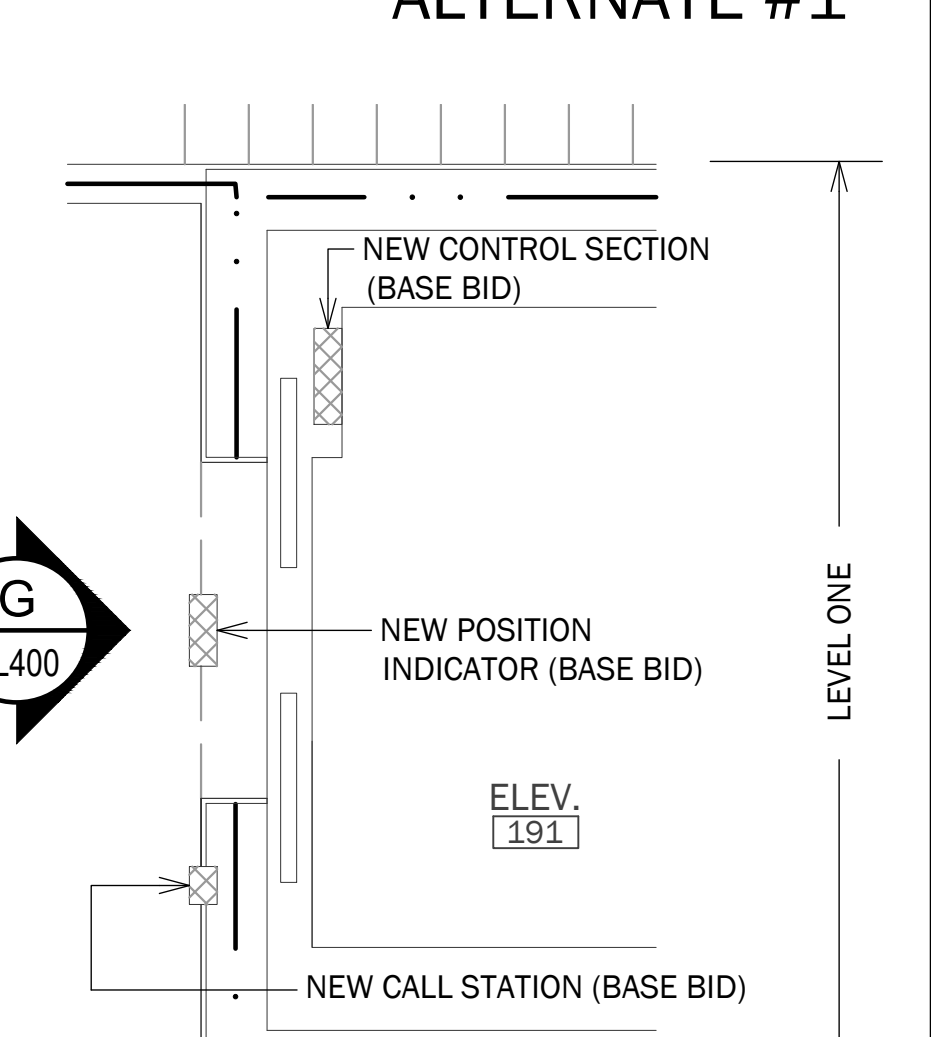 ALTERNATE #1
NEW CONTROL SECTION
(BASE BID)
G
L400
NEW POSITION
INDICATOR (BASE BID)
LEVEL ONE
ELEV.
191
NEW CALL STATION (BASE BID)